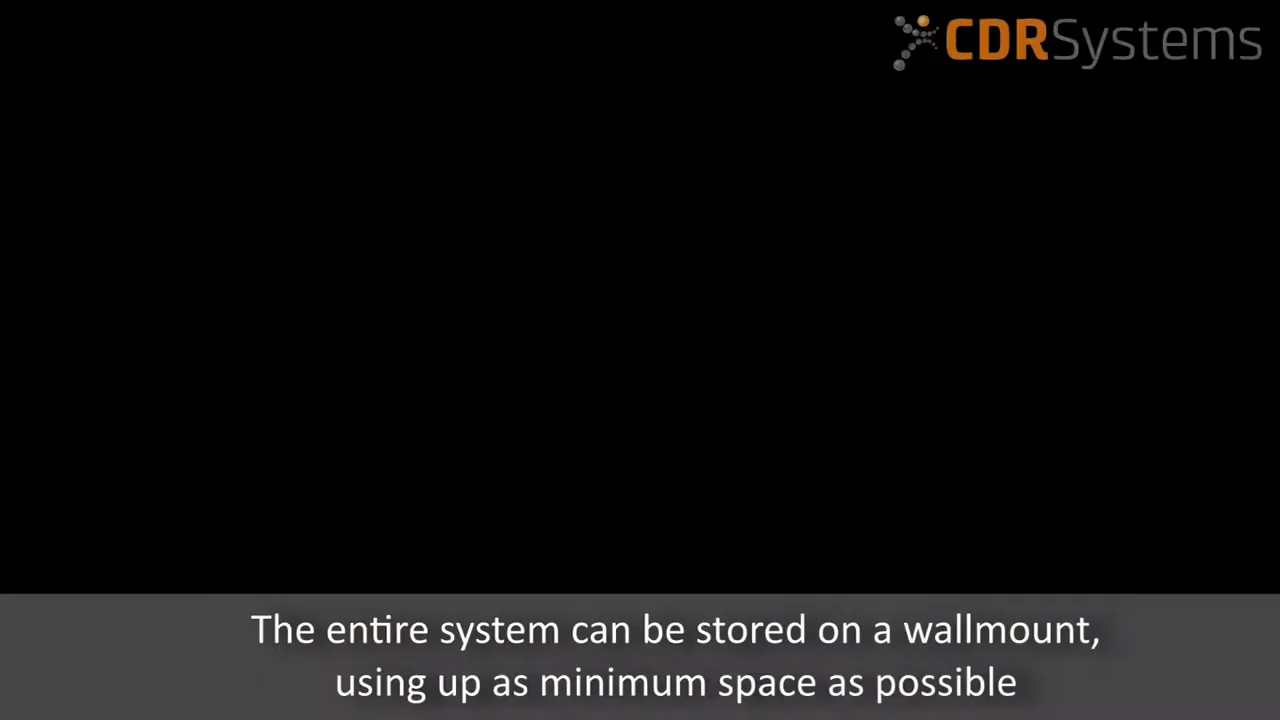 CDRSystems
The entire system can be stored on a wallmount,
using up as minimum space as possible